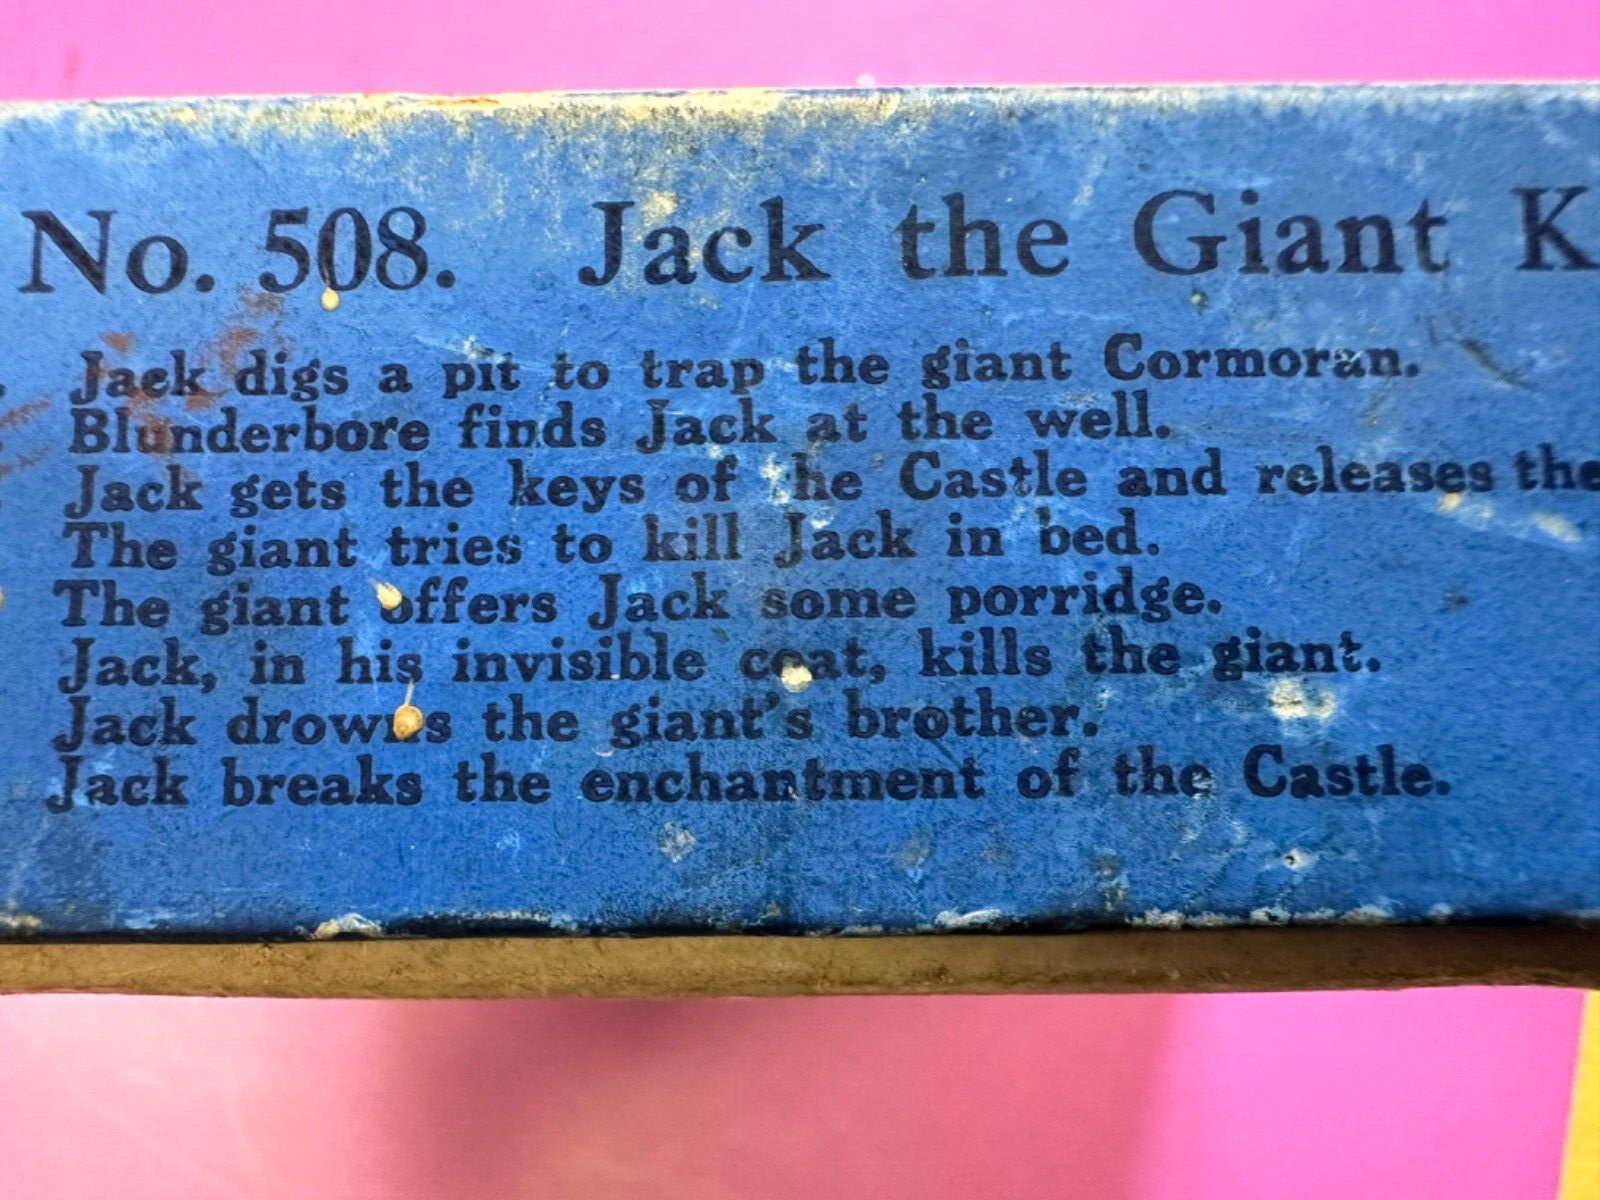 No. 508. Jack the Giant K
Jack digs a pit to trap the giant Cormoran.
Blunderbore finds Jack at the well.
Jack gets the keys of he Castle and releases the
The giant tries to kill Jack in bed.
The giant offers Jack some porridge.
Jack, in his invisible coat, kills the giant.
Jack drowns the giant's brother.
Jack breaks the enchantment of the Castle.